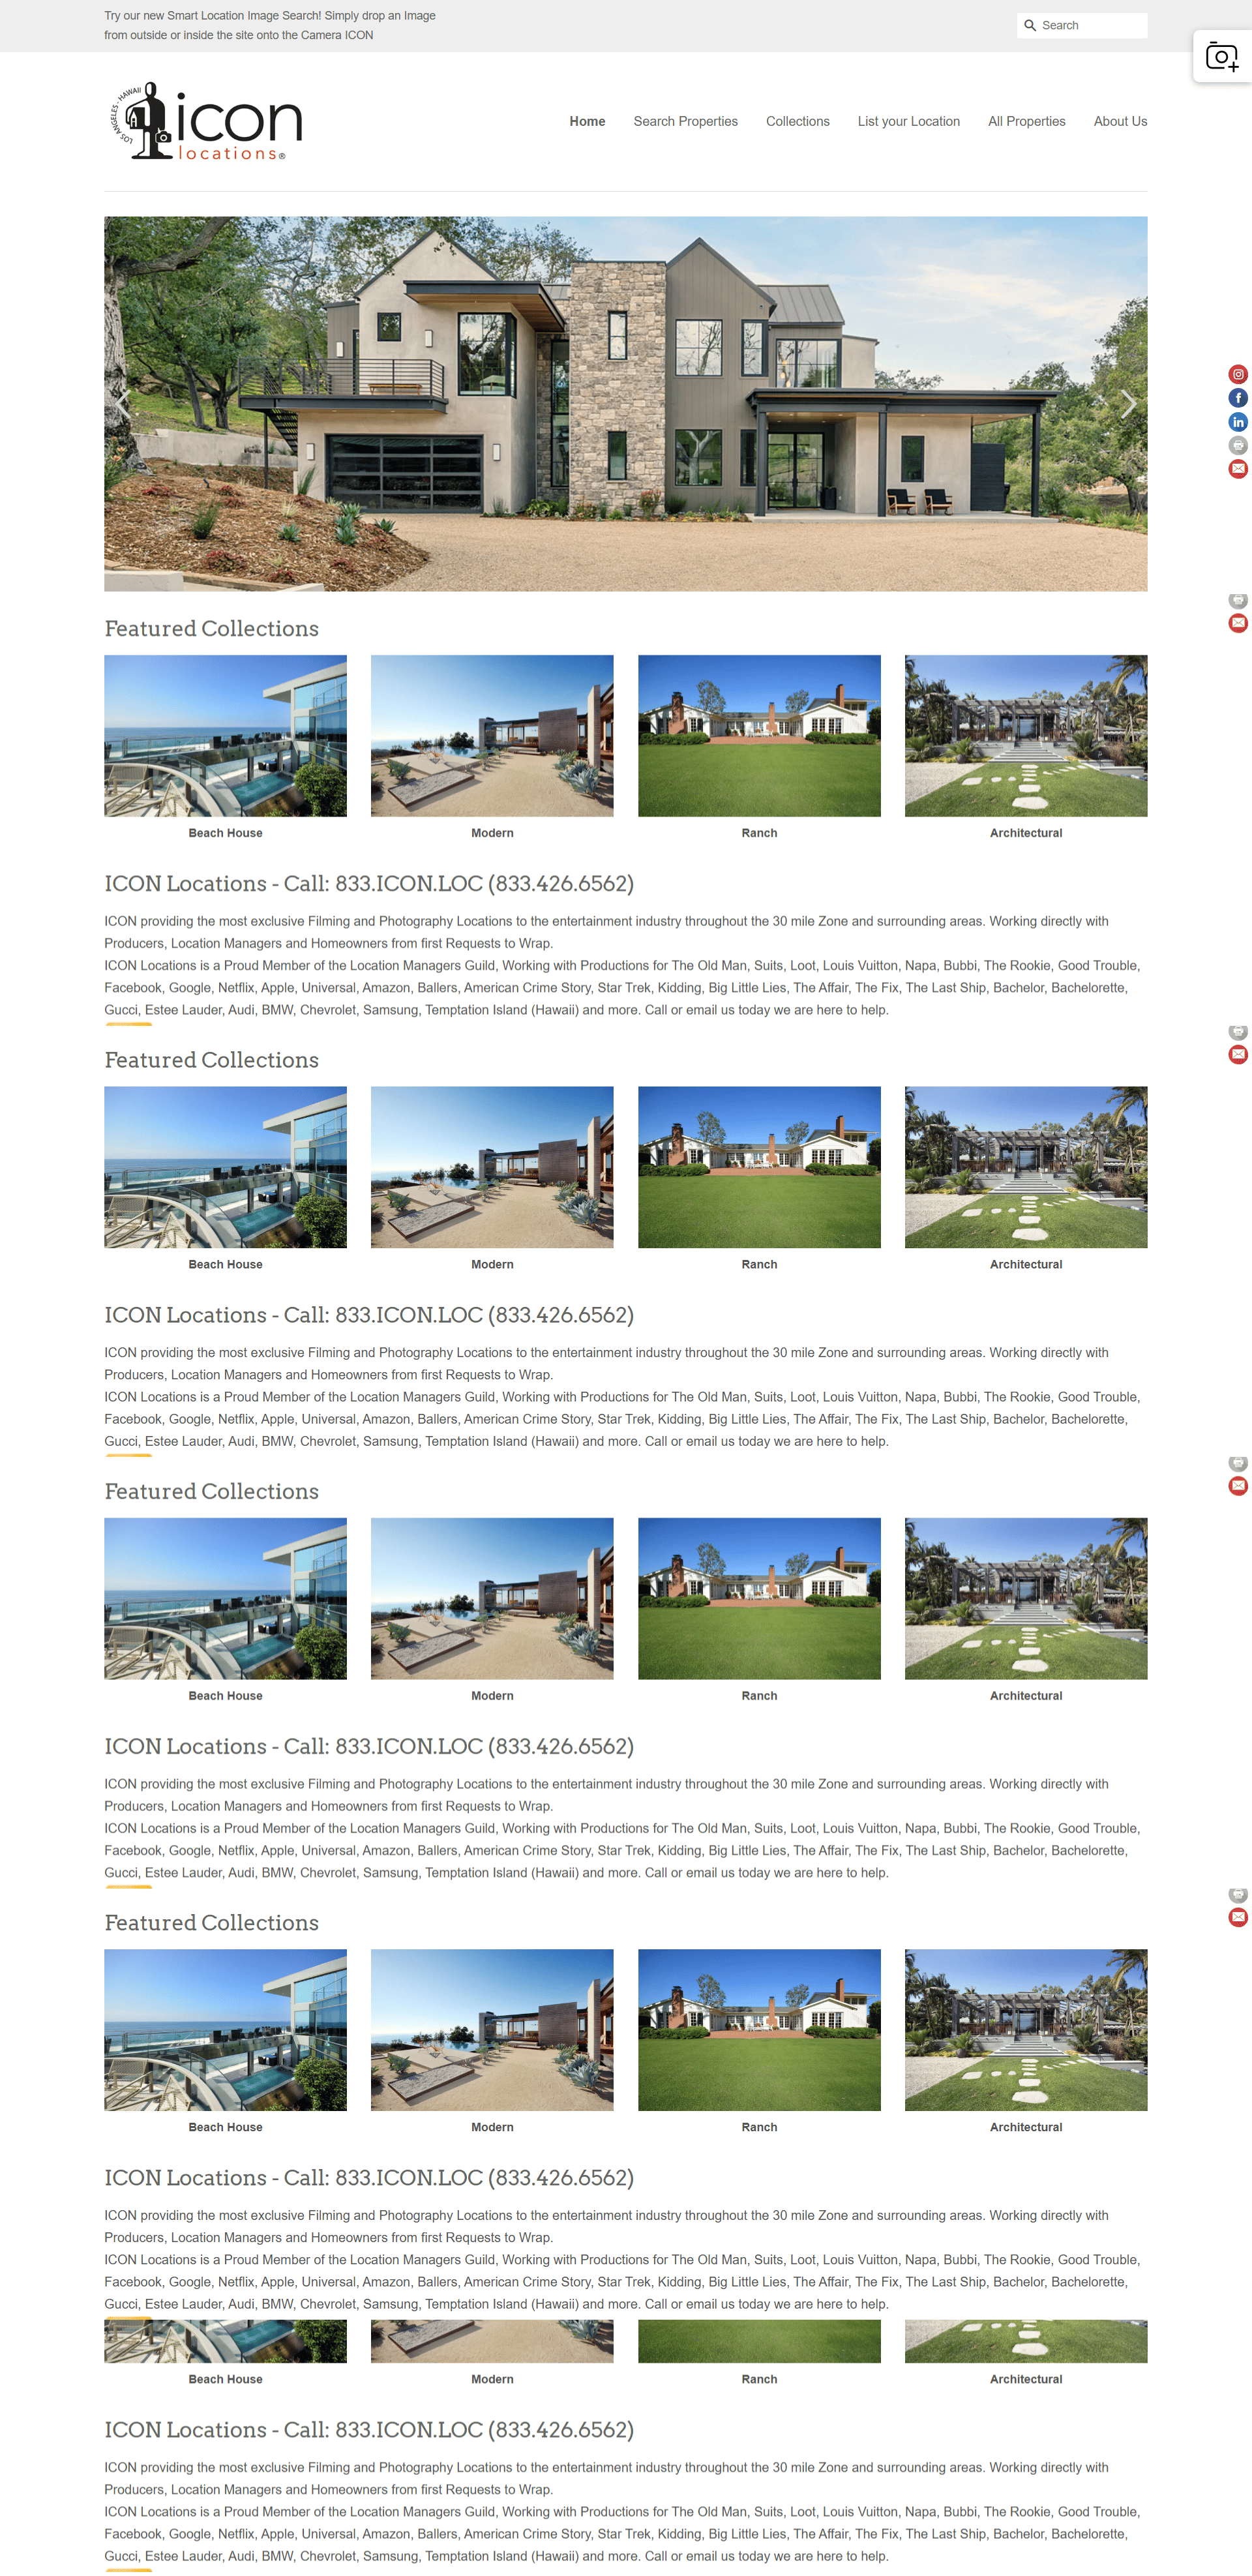 Try our new Smart Location Image Search! Simply drop an Image
from outside or inside the site onto the Camera ICON
Search
LOS ANGELES - HAWAII
icon
locations®
Home Search Properties Collections List your Location All Properties About Us
Featured Collections
Beach House Modern Ranch Architectural
ICON Locations - Call: 833.ICON.LOC (833.426.6562)
ICON providing the most exclusive Filming and Photography Locations to the entertainment industry throughout the 30 mile Zone and surrounding areas. Working directly with
Producers, Location Managers and Homeowners from first Requests to Wrap.
ICON Locations is a Proud Member of the Location Managers Guild, Working with Productions for The Old Man, Suits, Loot, Louis Vuitton, Napa, Bubbi, The Rookie, Good Trouble,
Facebook, Google, Netflix, Apple, Universal, Amazon, Ballers, American Crime Story, Star Trek, Kidding, Big Little Lies, The Affair, The Fix, The Last Ship, Bachelor, Bachelorette,
Gucci, Estee Lauder, Audi, BMW, Chevrolet, Samsung, Temptation Island (Hawaii) and more. Call or email us today we are here to help.
Featured Collections
Beach House Modern Ranch Architectural
ICON Locations - Call: 833.ICON.LOC (833.426.6562)
ICON providing the most exclusive Filming and Photography Locations to the entertainment industry throughout the 30 mile Zone and surrounding areas. Working directly with
Producers, Location Managers and Homeowners from first Requests to Wrap.
ICON Locations is a Proud Member of the Location Managers Guild, Working with Productions for The Old Man, Suits, Loot, Louis Vuitton, Napa, Bubbi, The Rookie, Good Trouble,
Facebook, Google, Netflix, Apple, Universal, Amazon, Ballers, American Crime Story, Star Trek, Kidding, Big Little Lies, The Affair, The Fix, The Last Ship, Bachelor, Bachelorette,
Gucci, Estee Lauder, Audi, BMW, Chevrolet, Samsung, Temptation Island (Hawaii) and more. Call or email us today we are here to help.
Featured Collections
Beach House Modern Ranch Architectural
ICON Locations - Call: 833.ICON.LOC (833.426.6562)
ICON providing the most exclusive Filming and Photography Locations to the entertainment industry throughout the 30 mile Zone and surrounding areas. Working directly with
Producers, Location Managers and Homeowners from first Requests to Wrap.
ICON Locations is a Proud Member of the Location Managers Guild, Working with Productions for The Old Man, Suits, Loot, Louis Vuitton, Napa, Bubbi, The Rookie, Good Trouble,
Facebook, Google, Netflix, Apple, Universal, Amazon, Ballers, American Crime Story, Star Trek, Kidding, Big Little Lies, The Affair, The Fix, The Last Ship, Bachelor, Bachelorette,
Gucci, Estee Lauder, Audi, BMW, Chevrolet, Samsung, Temptation Island (Hawaii) and more. Call or email us today we are here to help.
Featured Collections
Beach House Modern Ranch Architectural
ICON Locations - Call: 833.ICON.LOC (833.426.6562)
ICON providing the most exclusive Filming and Photography Locations to the entertainment industry throughout the 30 mile Zone and surrounding areas. Working directly with
Producers, Location Managers and Homeowners from first Requests to Wrap.
ICON Locations is a Proud Member of the Location Managers Guild, Working with Productions for The Old Man, Suits, Loot, Louis Vuitton, Napa, Bubbi, The Rookie, Good Trouble,
Facebook, Google, Netflix, Apple, Universal, Amazon, Ballers, American Crime Story, Star Trek, Kidding, Big Little Lies, The Affair, The Fix, The Last Ship, Bachelor, Bachelorette,
Gucci, Estee Lauder, Audi, BMW, Chevrolet, Samsung, Temptation Island (Hawaii) and more. Call or email us today we are here to help.
Beach House Modern Ranch Architectural
ICON Locations - Call: 833.ICON.LOC (833.426.6562)
ICON providing the most exclusive Filming and Photography Locations to the entertainment industry throughout the 30 mile Zone and surrounding areas. Working directly with
Producers, Location Managers and Homeowners from first Requests to Wrap.
ICON Locations is a Proud Member of the Location Managers Guild, Working with Productions for The Old Man, Suits, Loot, Louis Vuitton, Napa, Bubbi, The Rookie, Good Trouble,
Facebook, Google, Netflix, Apple, Universal, Amazon, Ballers, American Crime Story, Star Trek, Kidding, Big Little Lies, The Affair, The Fix, The Last Ship, Bachelor, Bachelorette,
Gucci, Estee Lauder, Audi, BMW, Chevrolet, Samsung, Temptation Island (Hawaii) and more. Call or email us today we are here to help.